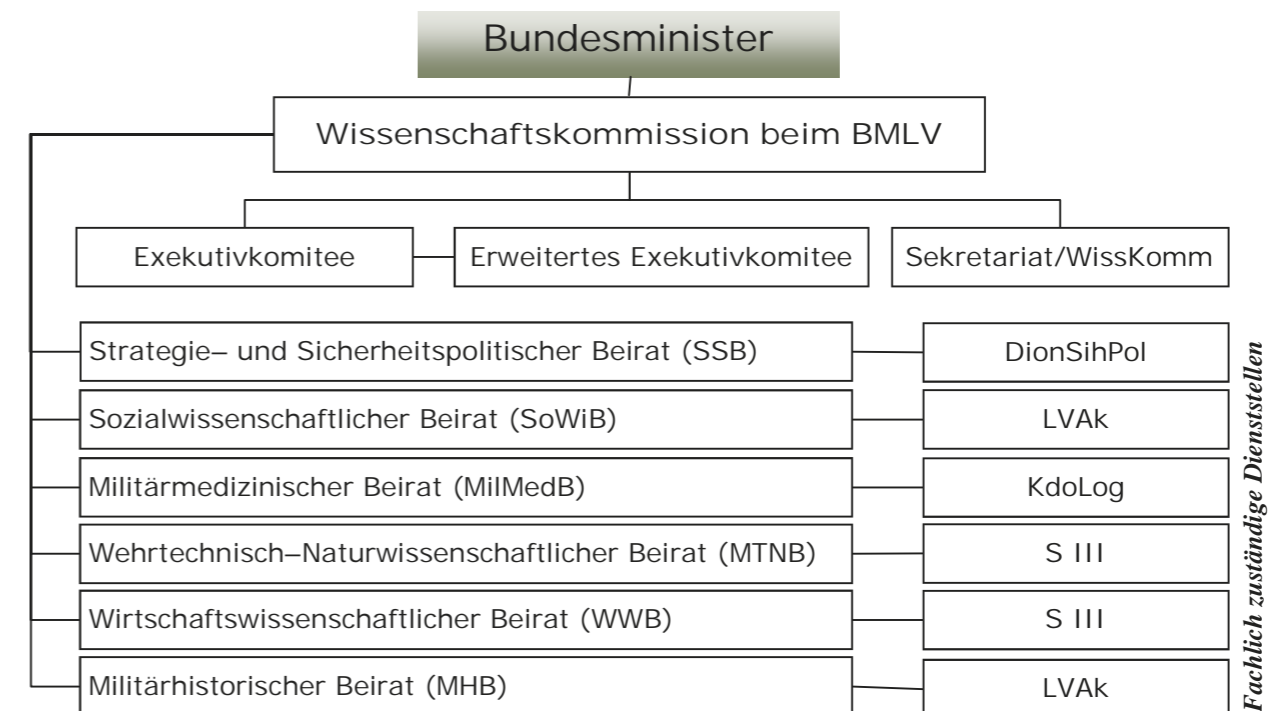 Bundesminister
Wissenschaftskommission beim BMLV
Exekutivkomitee
Erweitertes Exekutivkomitee
Sekretariat/WissKomm
Strategie– und Sicherheitspolitischer Beirat (SSB)
DionSihPol
Sozialwissenschaftlicher Beirat (SoWiB)
LVAk
Militärmedizinischer Beirat (MilMedB)
KdoLog
Wehrtechnisch–Naturwissenschaftlicher Beirat (MTNB)
S III
Wirtschaftswissenschaftlicher Beirat (WWB)
S III
Militärhistorischer Beirat (MHB)
LVAk
Fachlich zuständige Dienststellen